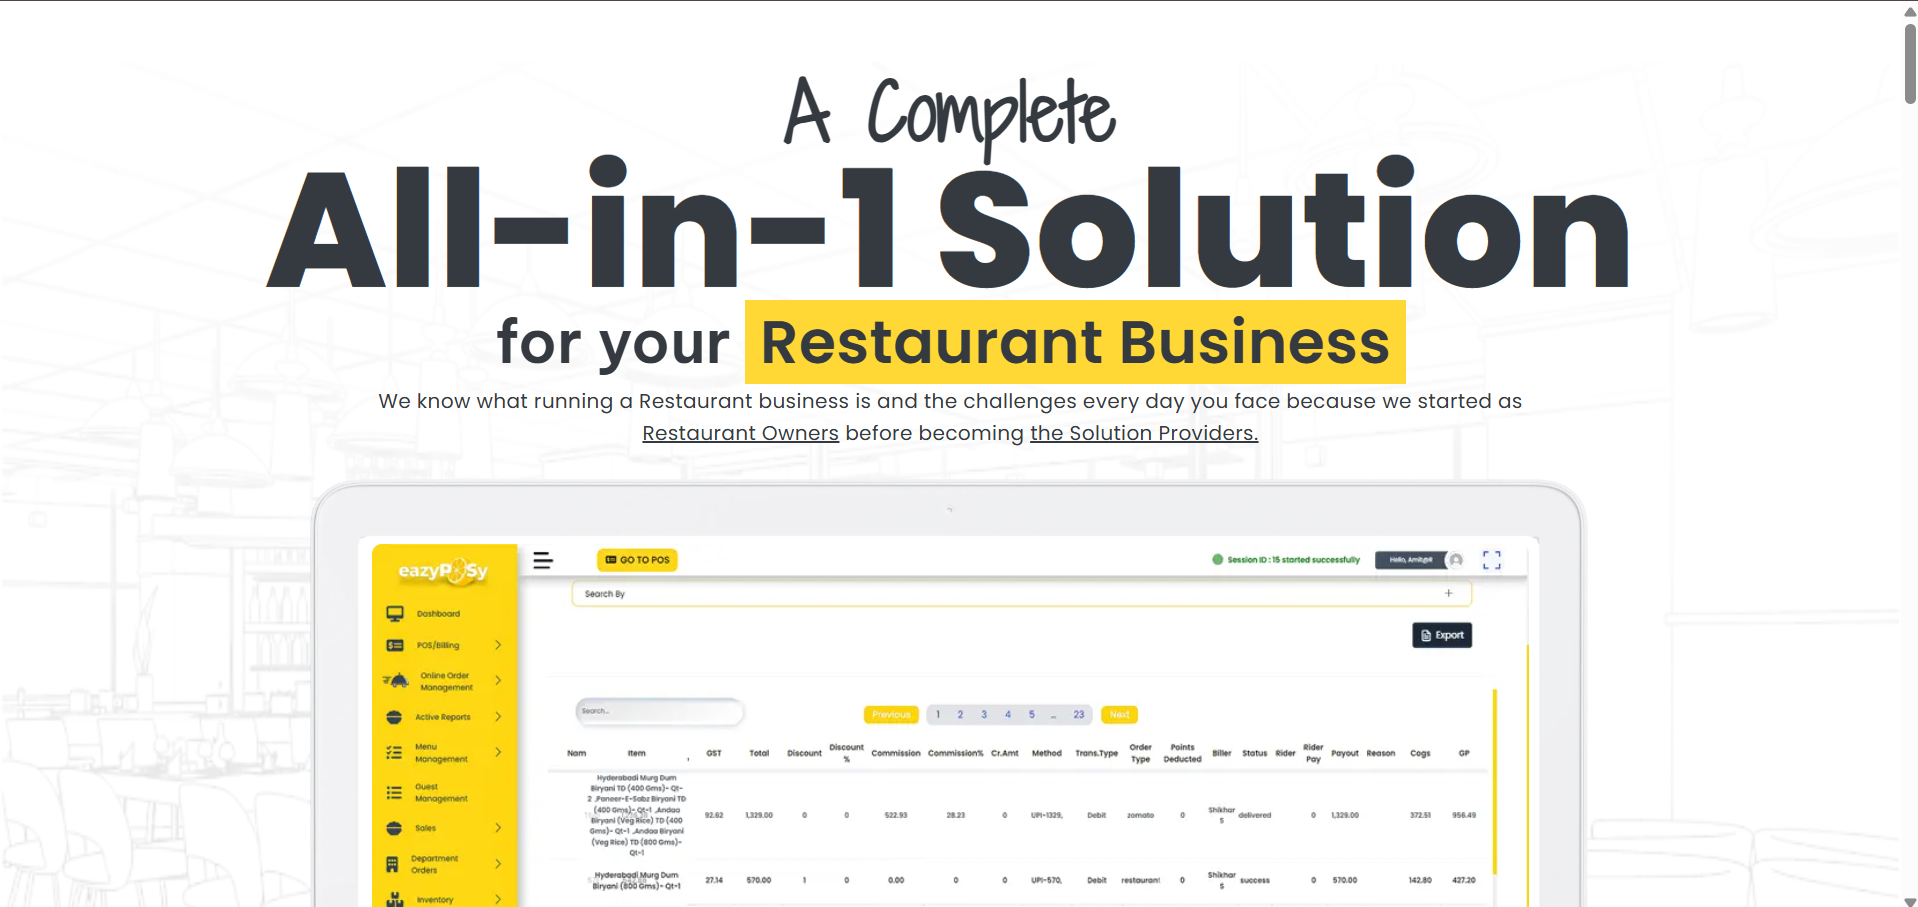 A Complete
All-in-1 Solution
for your Restaurant Business
We know what running a Restaurant business is and the challenges every day you face because we started as
Restaurant Owners before becoming the Solution Providers.
eazyPOSy
GO TO POS
Session ID : 15 started successfully
Hello, Amit@R
Dashboard
POS/Billing
Online Order
Management
Active Reports
Menu
Management
Guest
Management
Sales
Department
Orders
Inventory
Search By
+
Export
Search...
Previous 1 2 3 4 5 ... 23 Next
Nam Item GST Total Discount Discount % Commission Commission% Cr.Amt Method Trans.Type Order Type Points Deducted Biller Status Rider Rider Pay Payout Reason Cogs GP
Hyderabadi Murg Dum
Biryani TD (400 Gms)- Qt-
2 ,Paneer-E-Sabz Biryani TD
(400 Gms)- Qt-1 ,Andaa
Biryani (Veg Rice) TD (400
Gms)- Qt-1 ,Andaa Biryani
(Veg Rice) TD (800 Gms)-
Qt-1
92.62 1,329.00 0 0 522.93 28.23 0 UPI-1329, Debit zomato 0 Shikhar S delivered 0 1,329.00 372.51 956.49
Hyderabadi Murg Dum
Biryani (800 Gms)- Qt-1
27.14 570.00 1 0 0.00 0 0 UPI-570, Debit restaurant 0 Shikhar S success 0 570.00 142.80 427.20